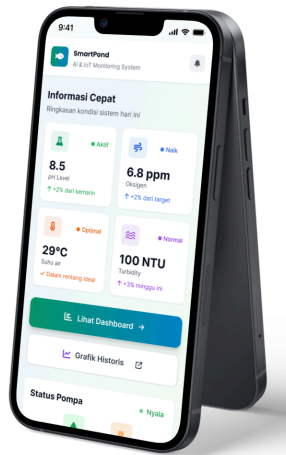 9:41
SmartPond
AI & IoT Monitoring System
Informasi Cepat
Ringkasan kondisi sistem hari ini
Aktif
8.5
pH Level
↑ +2% dari kemarin
Naik
6.8 ppm
Oksigen
↑ +2% dari target
Optimal
29°C
Suhu air
✓ Dalam rentang ideal
Normal
100 NTU
Turbidity
↑ +3% minggu ini
Lihat Dashboard →
Grafik Historis
Status Pompa
Nyala